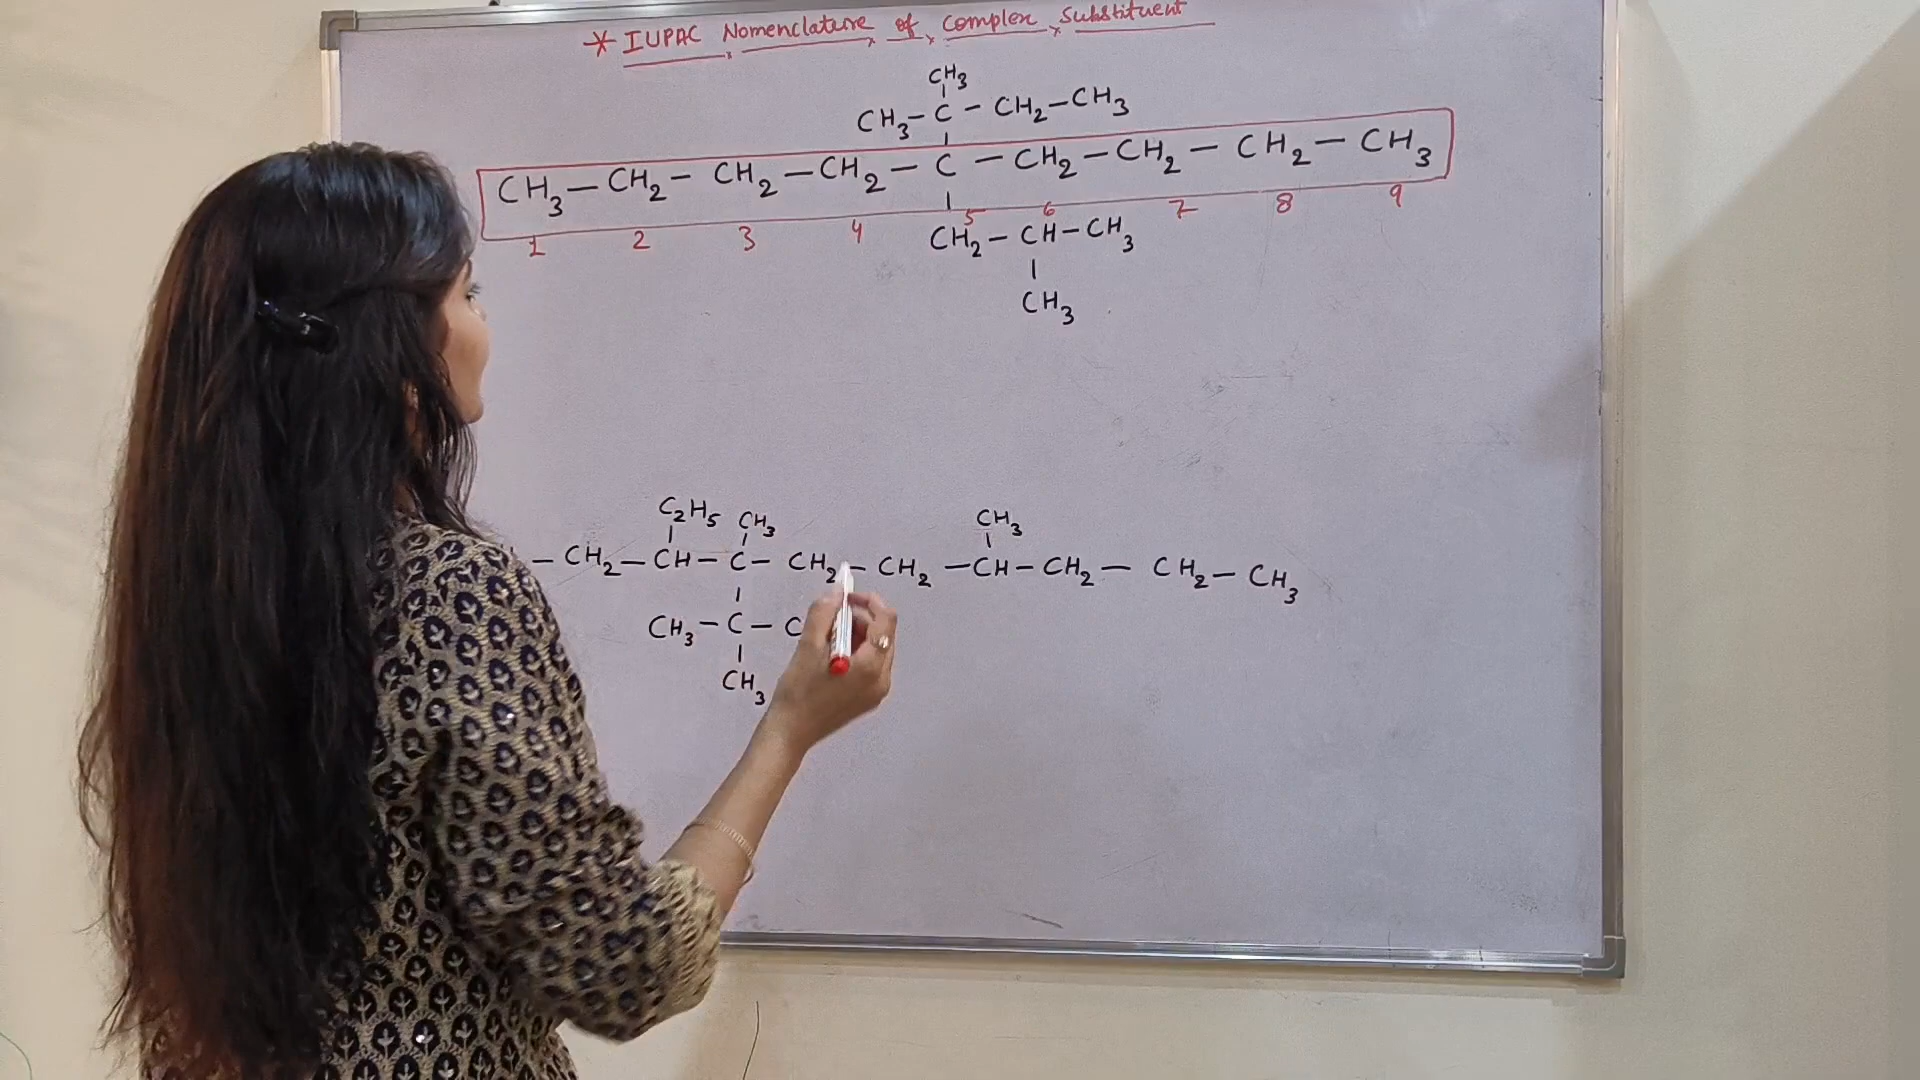 * IUPAC Nomenclature of Complex Substituent
CH3
CH3-C-CH2-CH3
CH3-CH2-CH2-CH2-C-CH2-CH2-CH2-CH3
1 2 3 4 5 6 7 8 9
CH2-CH-CH3
CH3
C2H5 CH3 CH3
-CH2-CH-C-CH2-CH2-CH-CH2-CH2-CH3
CH3-C-C
CH3